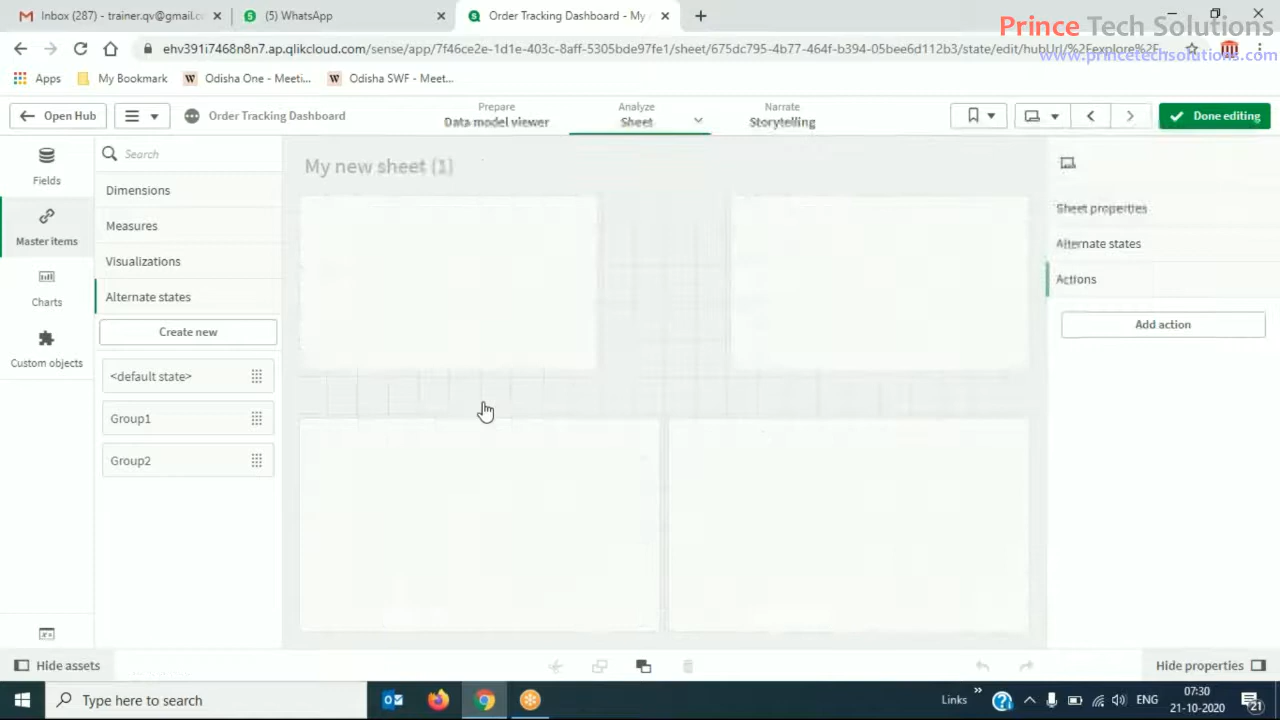 Inbox (287) - trainer.qv@gmail.co
(5) WhatsApp
Order Tracking Dashboard - My
Prince Tech Solutions
www.princetechsolutions.com
ehv391i7468n8n7.ap.qlikcloud.com/sense/app/7f46ce2e-1d1e-403c-8aff-5305bde97fe1/sheet/675dc795-4b77-464f-b394-05bee6d112b3/state/edit/hubUrl/%2Fexplore%2F
Apps
My Bookmark
Odisha One - Meeti...
Odisha SWF - Meet...
Open Hub
Order Tracking Dashboard
Prepare
Data model viewer
Analyze
Sheet
Narrate
Storytelling
Done editing
Fields
Master items
Charts
Custom objects
Search
Dimensions
Measures
Visualizations
Alternate states
Create new
<default state>
Group1
Group2
My new sheet (1)
Sheet properties
Alternate states
Actions
Add action
Hide assets
Hide properties
Type here to search
Links
ENG
07:30
21-10-2020
21